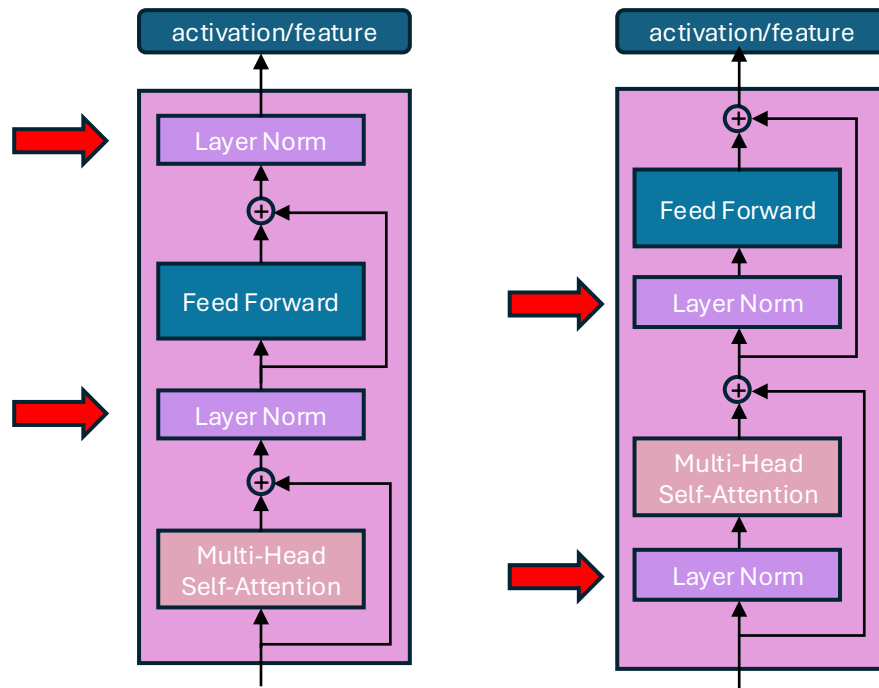 activation/feature
Layer Norm
+
Feed Forward
Layer Norm
+
Multi-Head
Self-Attention
activation/feature
+
Feed Forward
Layer Norm
+
Multi-Head
Self-Attention
Layer Norm